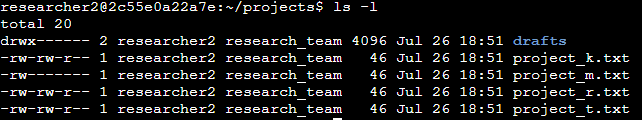 researcher2@2c55e0a22a7e:~/projects$ ls -l
total 20
drwx------ 2 researcher2 research_team 4096 Jul 26 18:51 drafts
-rw-rw-r-- 1 researcher2 research_team   46 Jul 26 18:51 project_k.txt
-rw------- 1 researcher2 research_team   46 Jul 26 18:51 project_m.txt
-rw-rw-r-- 1 researcher2 research_team   46 Jul 26 18:51 project_r.txt
-rw-rw-r-- 1 researcher2 research_team   46 Jul 26 18:51 project_t.txt